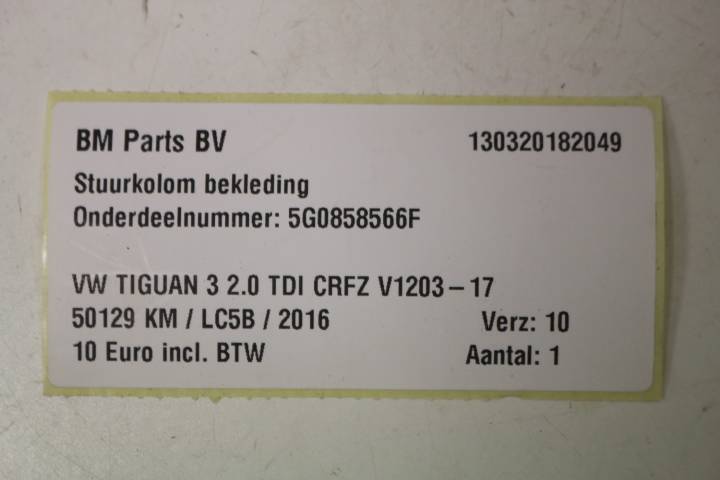 BM Parts BV 130320182049
Stuurkolom bekleding
Onderdeelnummer: 5G0858566F
VW TIGUAN 3 2.0 TDI CRFZ V1203-17
50129 KM / LC5B / 2016 Verz: 10
10 Euro incl. BTW Aantal: 1